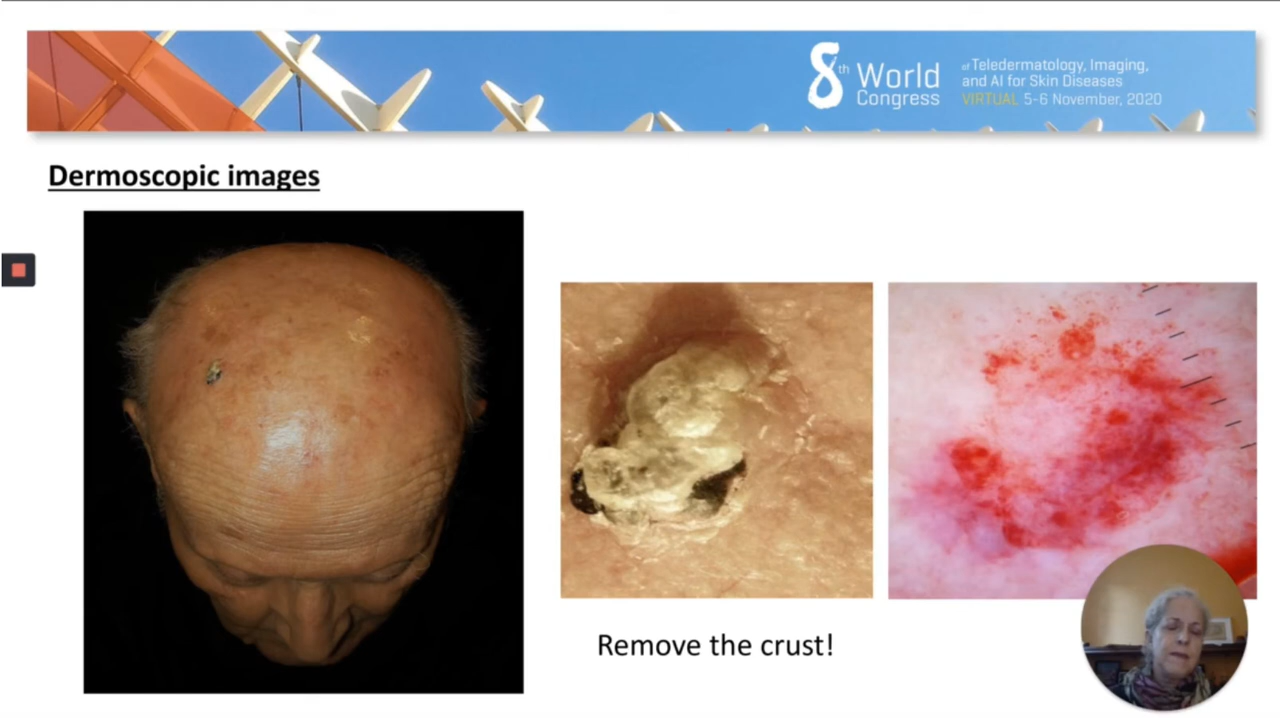 8th World
Congress
of Teledermatology, Imaging,
and AI for Skin Diseases
VIRTUAL 5-6 November, 2020
Dermoscopic images
Remove the crust!